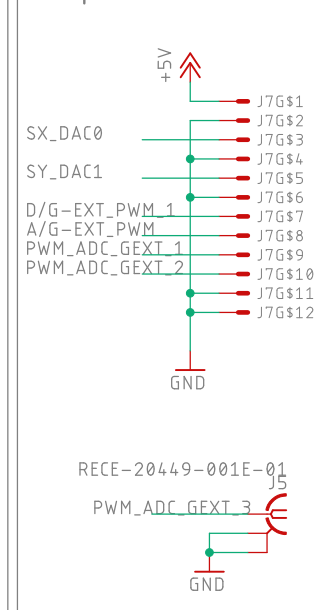 +5V
J7G$1
J7G$2
SX_DAC0
J7G$3
J7G$4
SY_DAC1
J7G$5
J7G$6
D/G-EXT_PWM_1
J7G$7
A/G-EXT_PWM
J7G$8
PWM_ADC_GEXT_1
J7G$9
PWM_ADC_GEXT_2
J7G$10
J7G$11
J7G$12
GND
RECE-20449-001E-01
J5
PWM_ADC_GEXT_3
GND